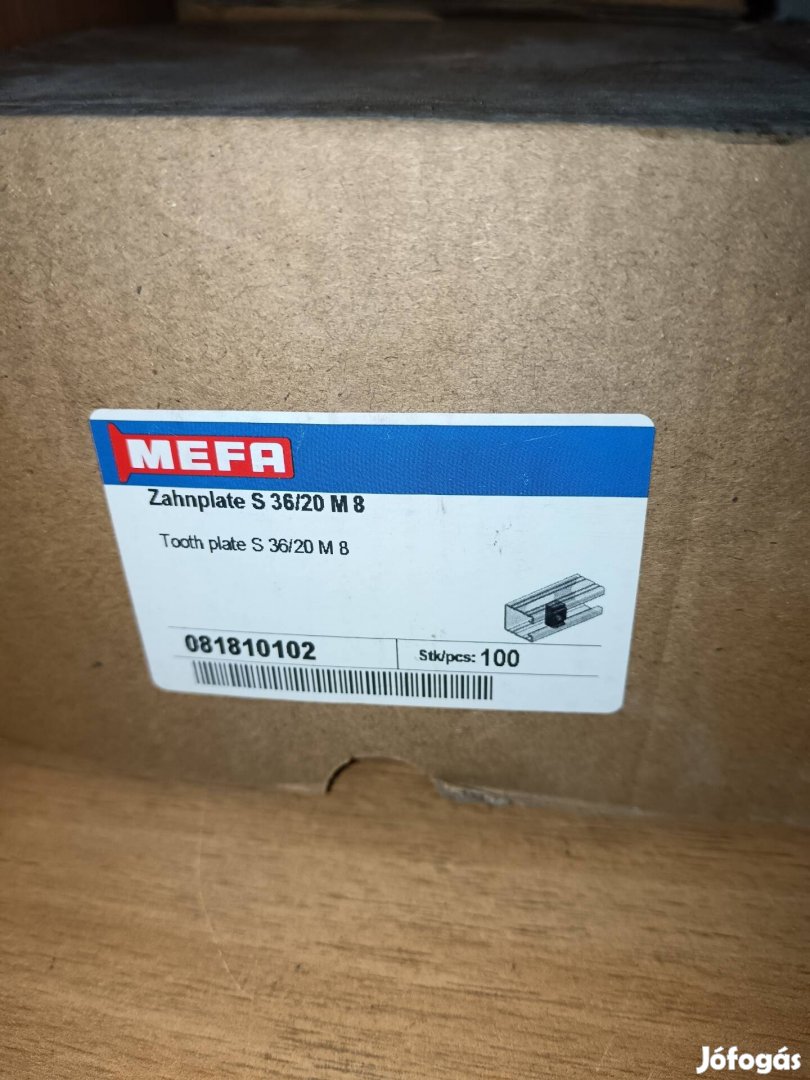 MEFA
Zahnplate S 36/20 M 8
Tooth plate S 36/20 M 8
081810102
Stk/pcs: 100
Jófogás